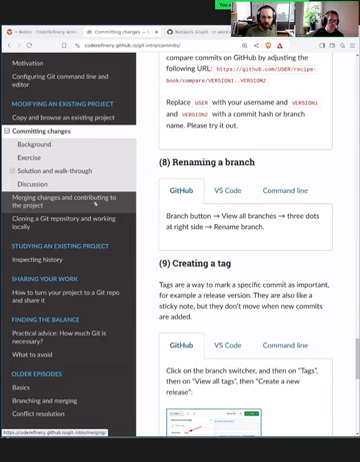 You
+ Notes - CodeRefinery wor
Committing changes —
Network Graph · cr-works
coderefinery.github.io/git-intro/commits/
Motivation
Configuring Git command line and
editor
MODIFYING AN EXISTING PROJECT
Copy and browse an existing project
Committing changes
Background
Exercise
Solution and walk-through
Discussion
Merging changes and contributing to
the project
Cloning a Git repository and working
locally
STUDYING AN EXISTING PROJECT
Inspecting history
SHARING YOUR WORK
How to turn your project to a Git repo
and share it
FINDING THE BALANCE
Practical advice: How much Git is
necessary?
What to avoid
OLDER EPISODES
Basics
Branching and merging
Conflict resolution
https://coderefinery.github.io/git-intro/merging/
compare commits on GitHub by adjusting the
following URL: https://github.com/USER/recipe-
book/compare/VERSION1..VERSION2
Replace USER with your username and VERSION1
and VERSION2 with a commit hash or branch
name. Please try it out.
(8) Renaming a branch
GitHub VS Code Command line
Branch button → View all branches → three dots
at right side → Rename branch.
(9) Creating a tag
Tags are a way to mark a specific commit as important,
for example a release version. They are also like a
sticky note, but they don't move when new commits
are added.
GitHub VS Code Command line
Click on the branch switcher, and then on "Tags",
then on "View all tags", then "Create a new
release":